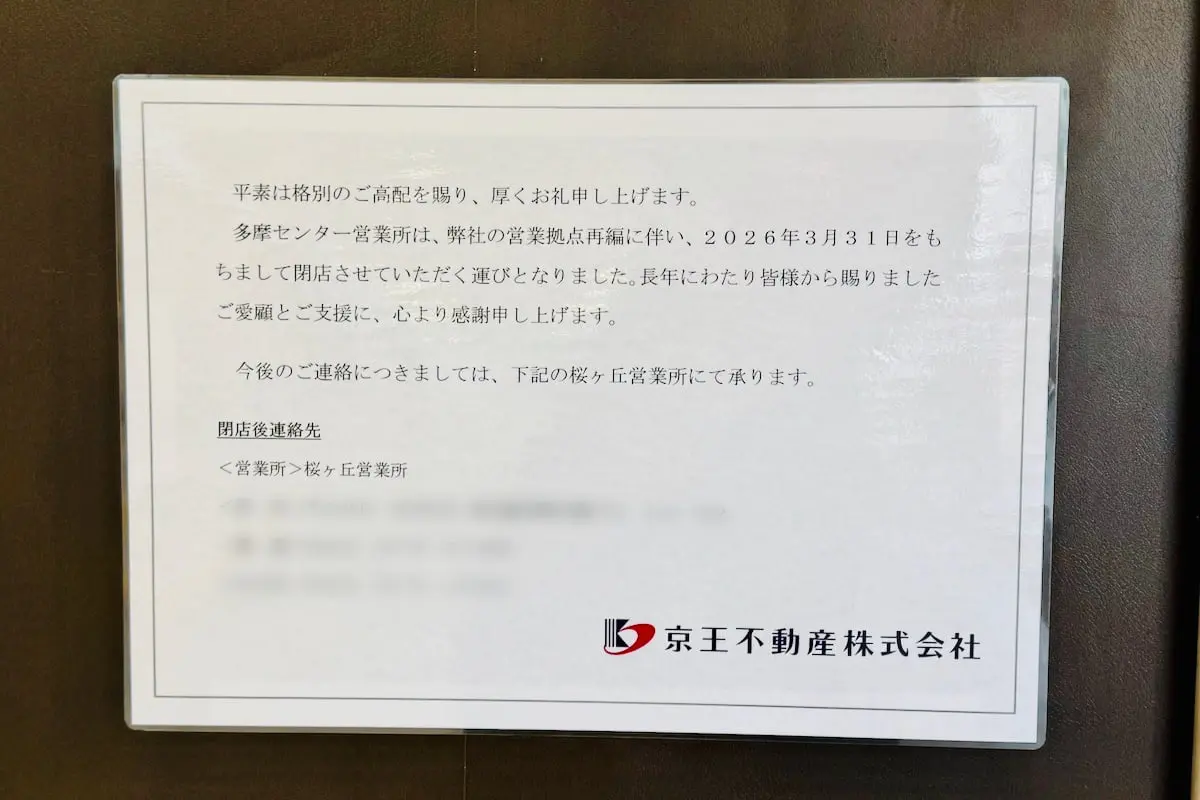 平素は格別のご高配を賜り、厚くお礼申し上げます。
多摩センター営業所は、弊社の営業拠点再編に伴い、２０２６年３月３１日をも
ちまして閉店させていただく運びとなりました。長年にわたり皆様から賜りました
ご愛顧とご支援に、心より感謝申し上げます。
今後のご連絡につきましては、下記の桜ヶ丘営業所にて承ります。
閉店後連絡先
＜営業所＞桜ヶ丘営業所
京王不動産株式会社